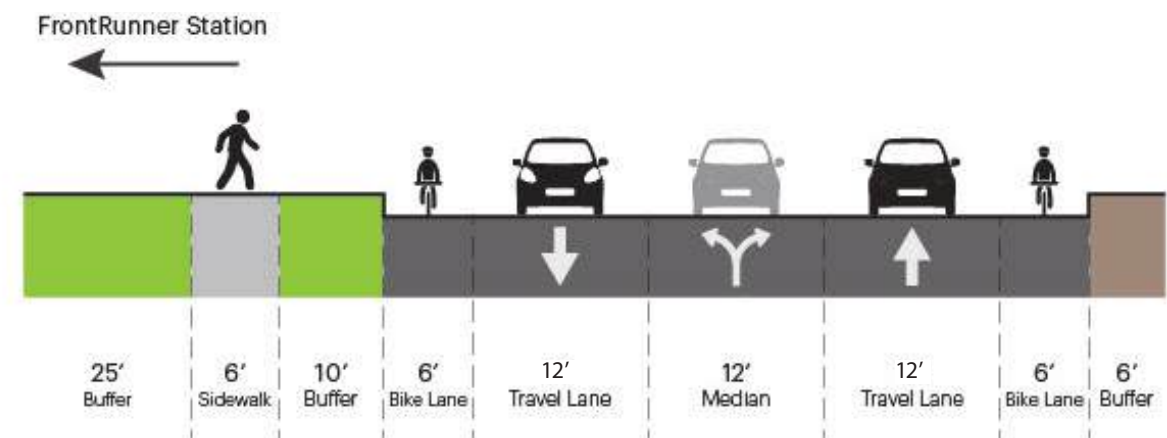 FrontRunner Station
25' 6' 10' 6' 12' 12' 12' 6' 6'
Buffer Sidewalk Buffer Bike Lane Travel Lane Median Travel Lane Bike Lane Buffer